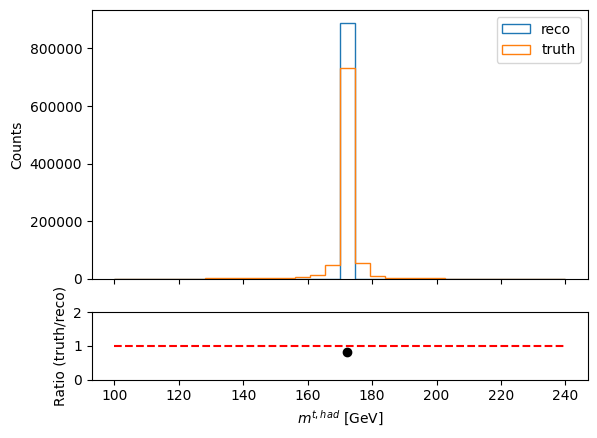 reco
truth
Counts
800000
600000
400000
200000
0
Ratio (truth/reco)
2
1
0
100 120 140 160 180 200 220 240
m^{t,had} [GeV]